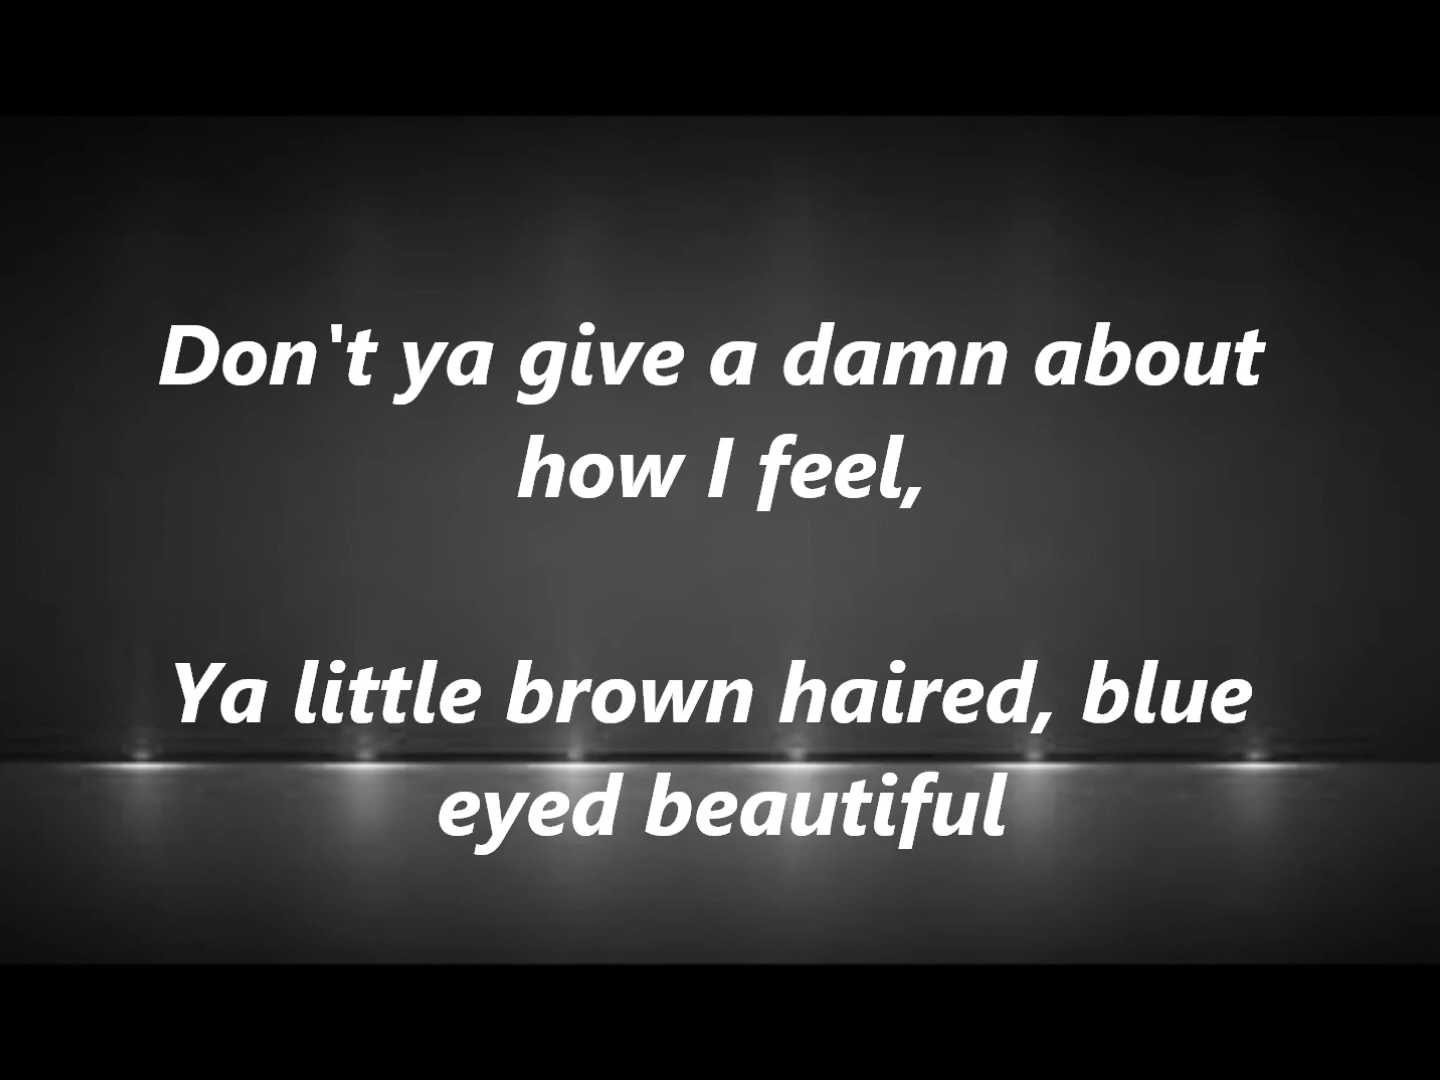 Don't ya give a damn about
how I feel,
Ya little brown haired, blue
eyed beautiful